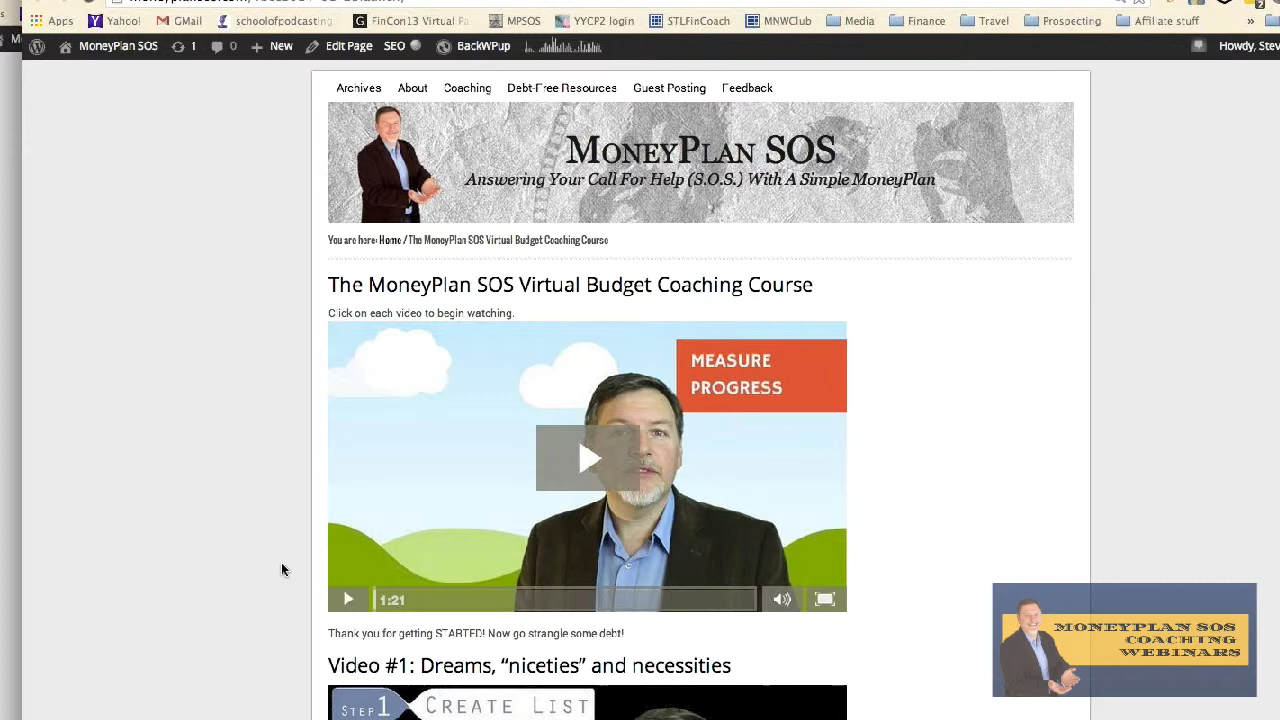 Apps Yahoo! GMail schoolofpodcasting FinCon13 Virtual Pa MPSOS YYCP2 login STLFinCoach MNWClub Media Finance Travel Prospecting Affiliate stuff »
MoneyPlan SOS 1 0 + New Edit Page SEO BackWPup Howdy, Stev
Archives About Coaching Debt-Free Resources Guest Posting Feedback
MoneyPlan SOS
Answering Your Call For Help (S.O.S.) With A Simple MoneyPlan
You are here: Home / The MoneyPlan SOS Virtual Budget Coaching Course
The MoneyPlan SOS Virtual Budget Coaching Course
Click on each video to begin watching.
MEASURE
PROGRESS
1:21
Thank you for getting STARTED! Now go strangle some debt!
MONEYPLAN SOS
COACHING
WEBINARS
Video #1: Dreams, “niceties” and necessities
STEP 1 CREATE LIST